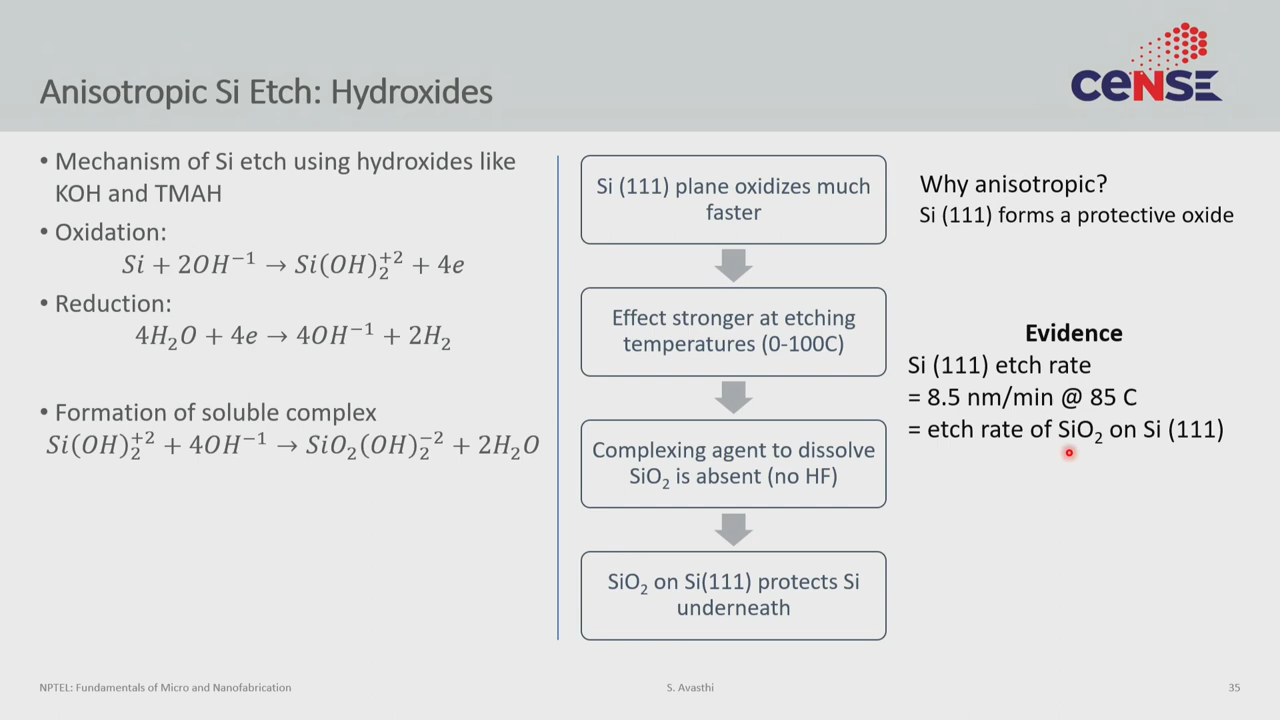 Anisotropic Si Etch: Hydroxides
CENSE
• Mechanism of Si etch using hydroxides like
KOH and TMAH
• Oxidation:
Si + 2OH⁻¹ → Si(OH)₂⁺² + 4e
• Reduction:
4H₂O + 4e → 4OH⁻¹ + 2H₂
• Formation of soluble complex
Si(OH)₂⁺² + 4OH⁻¹ → SiO₂(OH)₂⁻² + 2H₂O
Si (111) plane oxidizes much
faster
Effect stronger at etching
temperatures (0-100C)
Complexing agent to dissolve
SiO₂ is absent (no HF)
SiO₂ on Si(111) protects Si
underneath
Why anisotropic?
Si (111) forms a protective oxide
Evidence
Si (111) etch rate
= 8.5 nm/min @ 85 C
= etch rate of SiO₂ on Si (111)
NPTEL: Fundamentals of Micro and Nanofabrication
S. Avasthi
35